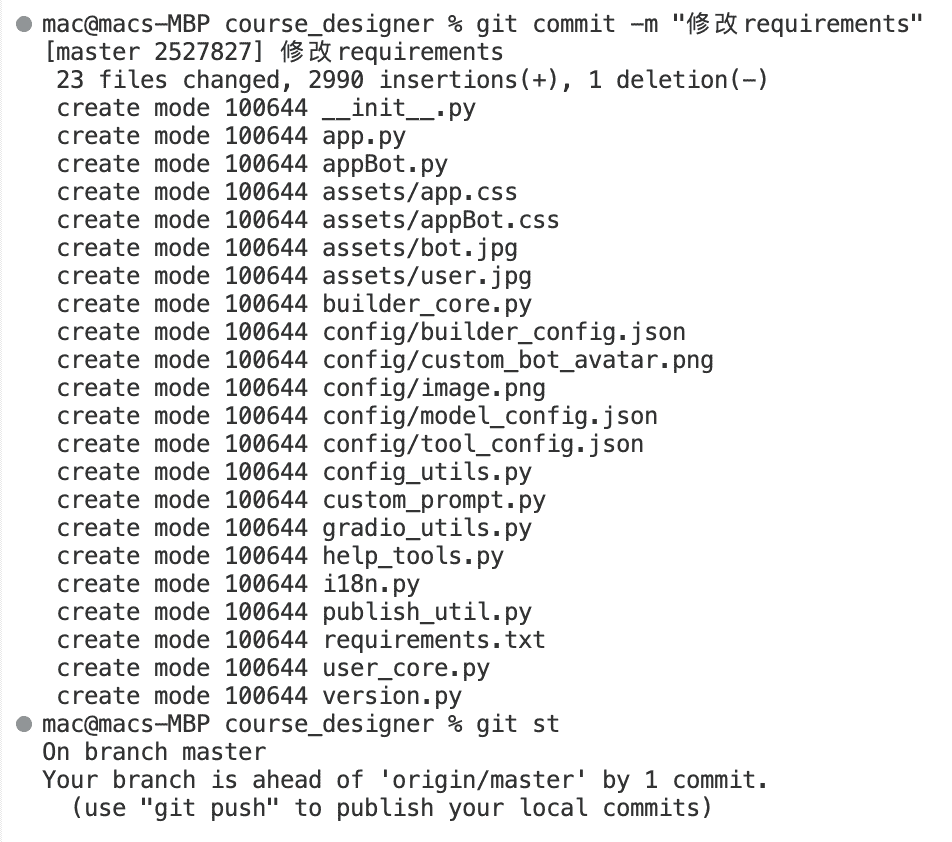 mac@macs-MBP course_designer % git commit -m "修改requirements"
[master 2527827] 修改requirements
 23 files changed, 2990 insertions(+), 1 deletion(-)
 create mode 100644 __init__.py
 create mode 100644 app.py
 create mode 100644 appBot.py
 create mode 100644 assets/app.css
 create mode 100644 assets/appBot.css
 create mode 100644 assets/bot.jpg
 create mode 100644 assets/user.jpg
 create mode 100644 builder_core.py
 create mode 100644 config/builder_config.json
 create mode 100644 config/custom_bot_avatar.png
 create mode 100644 config/image.png
 create mode 100644 config/model_config.json
 create mode 100644 config/tool_config.json
 create mode 100644 config_utils.py
 create mode 100644 custom_prompt.py
 create mode 100644 gradio_utils.py
 create mode 100644 help_tools.py
 create mode 100644 i18n.py
 create mode 100644 publish_util.py
 create mode 100644 requirements.txt
 create mode 100644 user_core.py
 create mode 100644 version.py
mac@macs-MBP course_designer % git st
On branch master
Your branch is ahead of 'origin/master' by 1 commit.
  (use "git push" to publish your local commits)